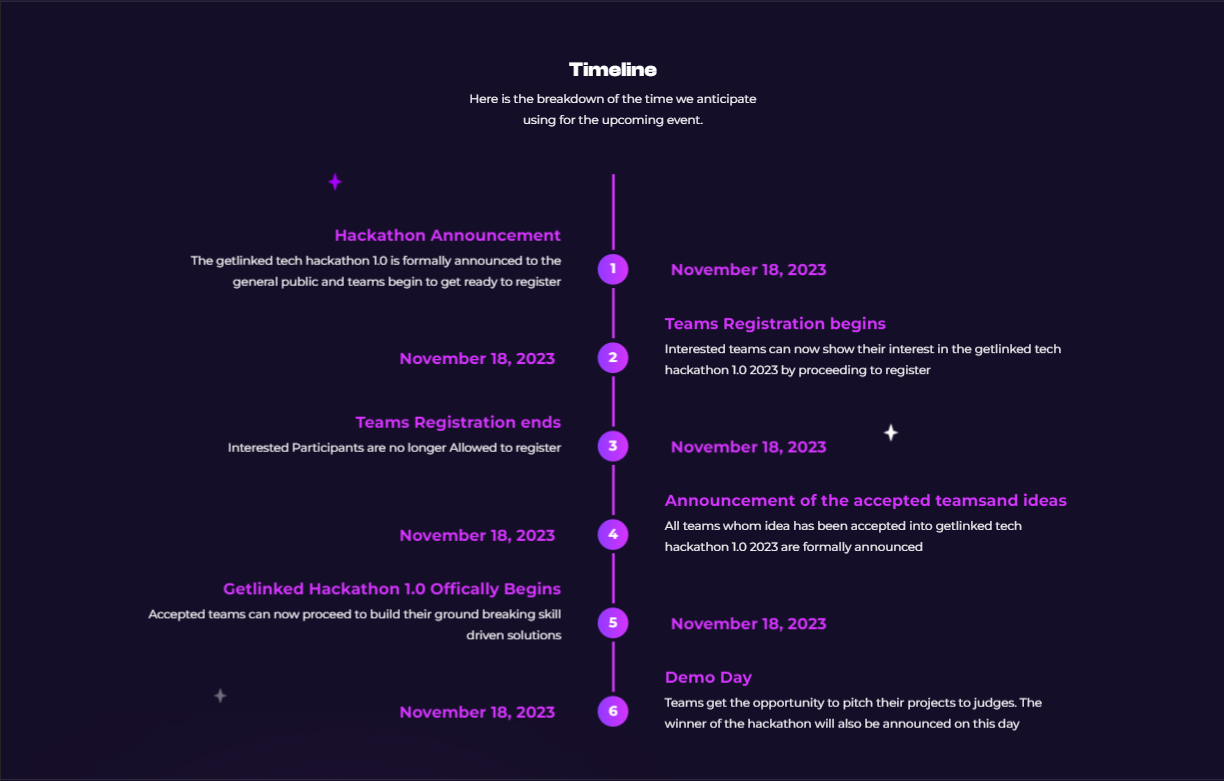 Timeline
Here is the breakdown of the time we anticipate
using for the upcoming event.
Hackathon Announcement
The getlinked tech hackathon 1.0 is formally announced to the
general public and teams begin to get ready to register
1
November 18, 2023
Teams Registration begins
Interested teams can now show their interest in the getlinked tech
hackathon 1.0 2023 by proceeding to register
2
November 18, 2023
Teams Registration ends
Interested Participants are no longer Allowed to register
3
November 18, 2023
Announcement of the accepted teamsand ideas
All teams whom idea has been accepted into getlinked tech
hackathon 1.0 2023 are formally announced
4
November 18, 2023
Getlinked Hackathon 1.0 Offically Begins
Accepted teams can now proceed to build their ground breaking skill
driven solutions
5
November 18, 2023
Demo Day
Teams get the opportunity to pitch their projects to judges. The
winner of the hackathon will also be announced on this day
6
November 18, 2023